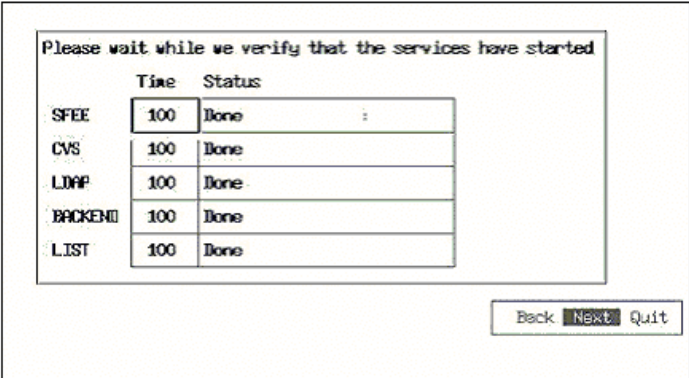 Please wait while we verify that the services have started
Time Status
SFEE 100 Done
CVS 100 Done
LDAP 100 Done
BACKEND 100 Done
LIST 100 Done
Back Next Quit